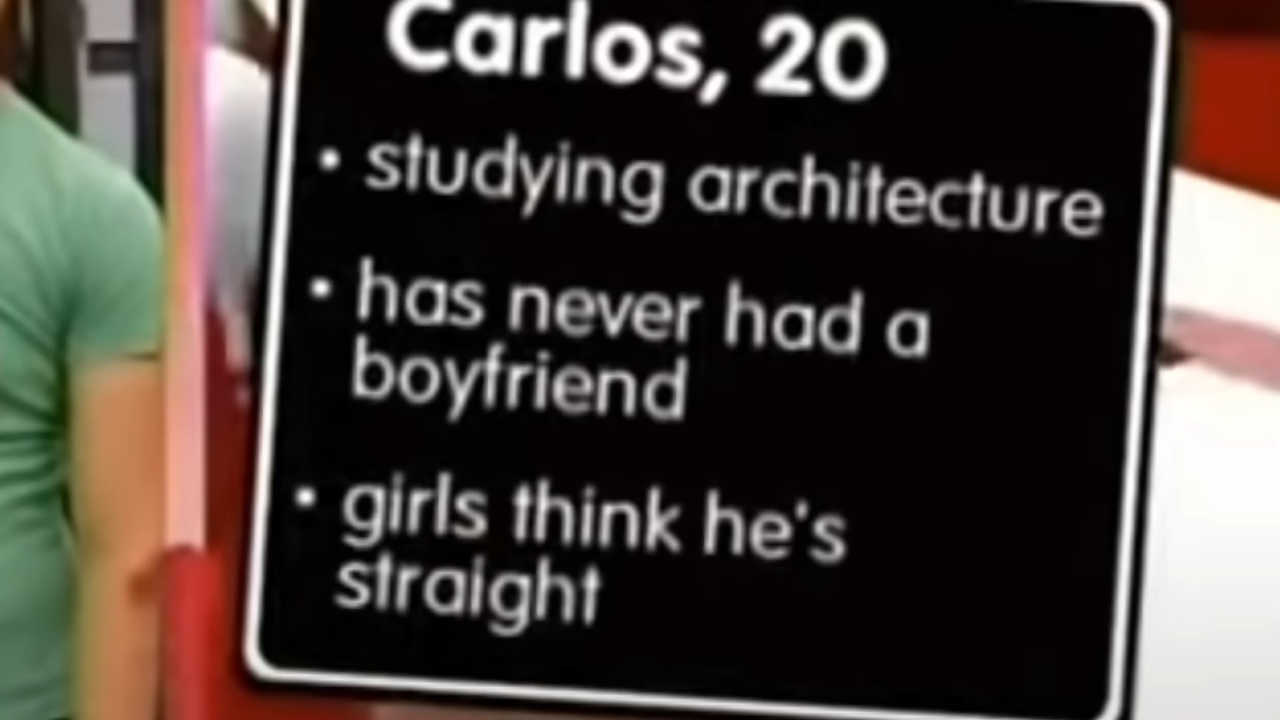 Carlos, 20
• studying architecture
• has never had a
boyfriend
• girls think he's
straight